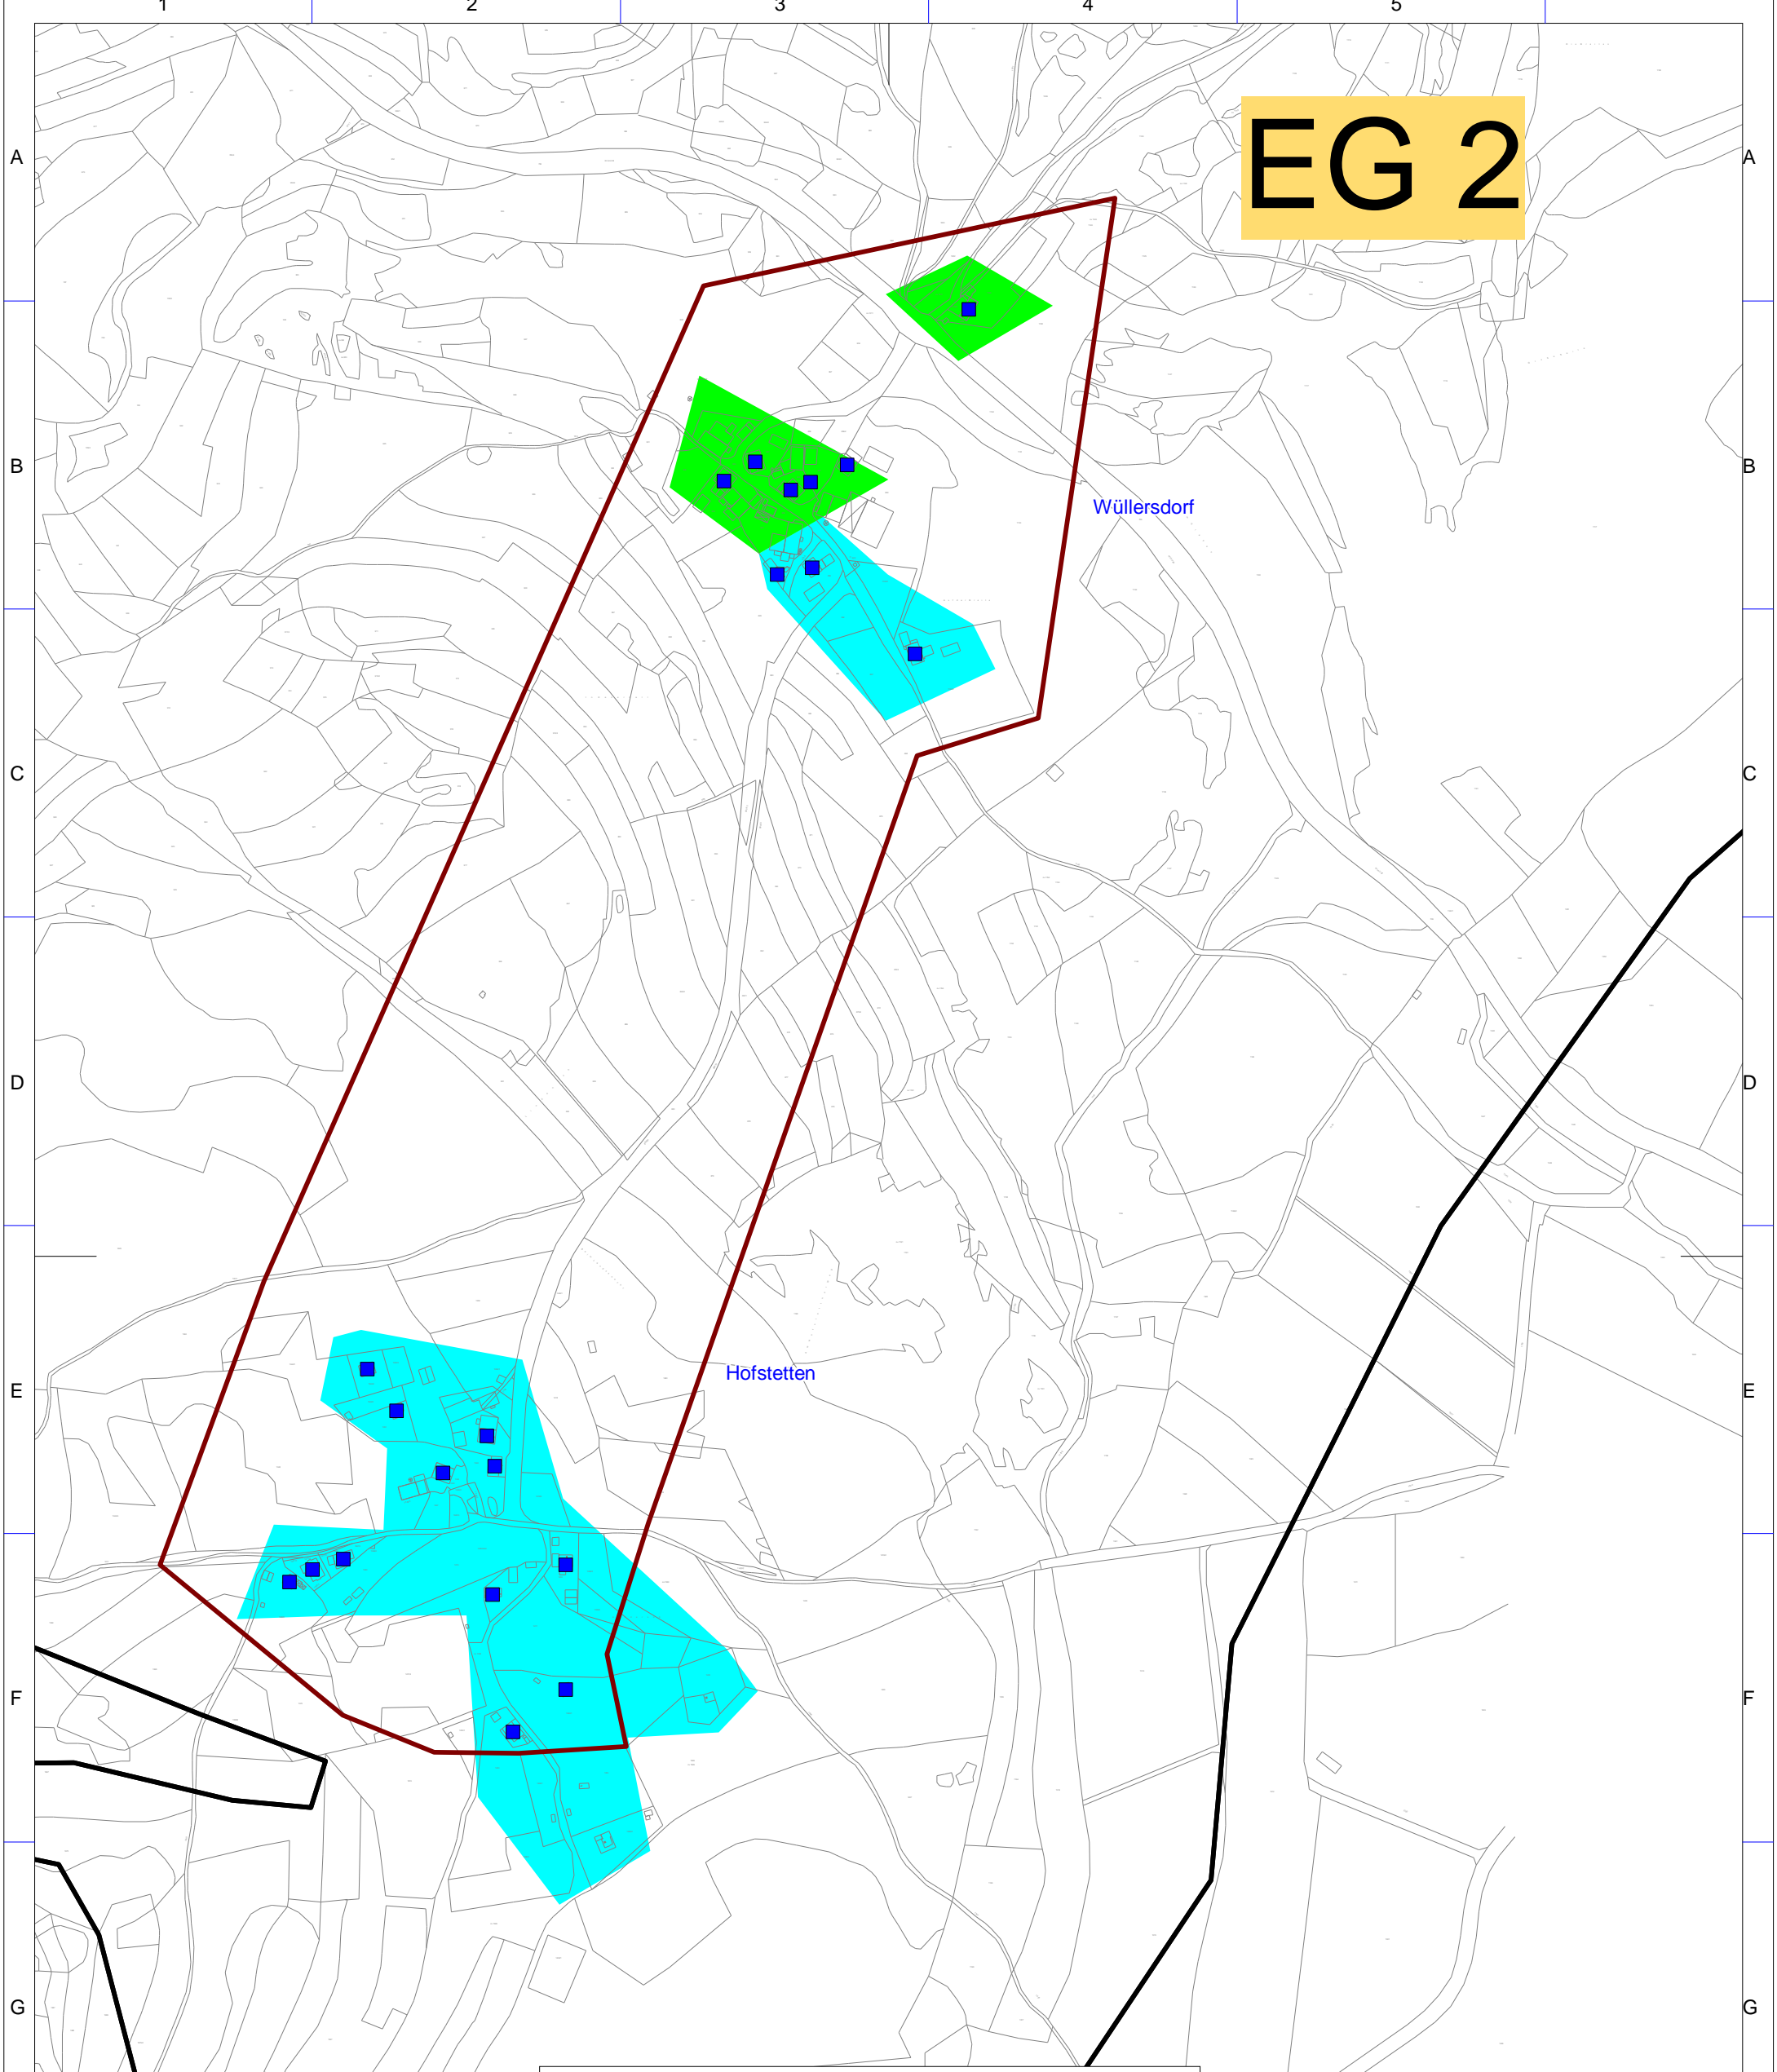 1 2 3 4 5
EG 2
A A
B B
Wüllersdorf
C C
D D
Hofstetten
E E
F F
G G